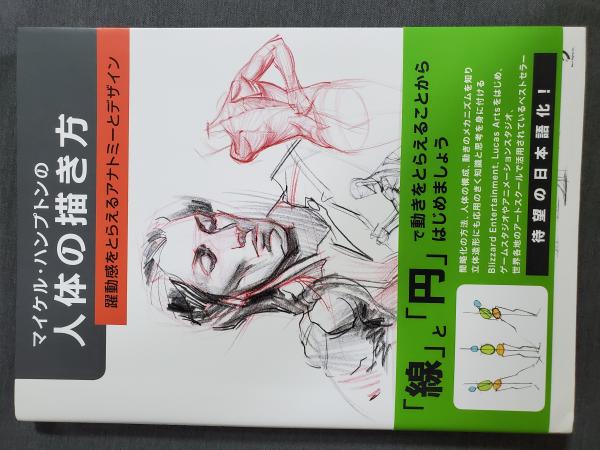 マイケル・ハンプトンの
人体の描き方
躍動感をとらえるアナトミーとデザイン
「線」と「円」で動きをとらえることから
はじめましょう
簡略化の方法、人体の構成、動きのメカニズムを知り
立体造形にも応用のきく知識と思考を身に付ける
Blizzard Entertainment, Lucas Artsをはじめ、
ゲームスタジオやアニメーションスタジオ、
世界各地のアートスクールで活用されているベストセラー
待望の日本語化！